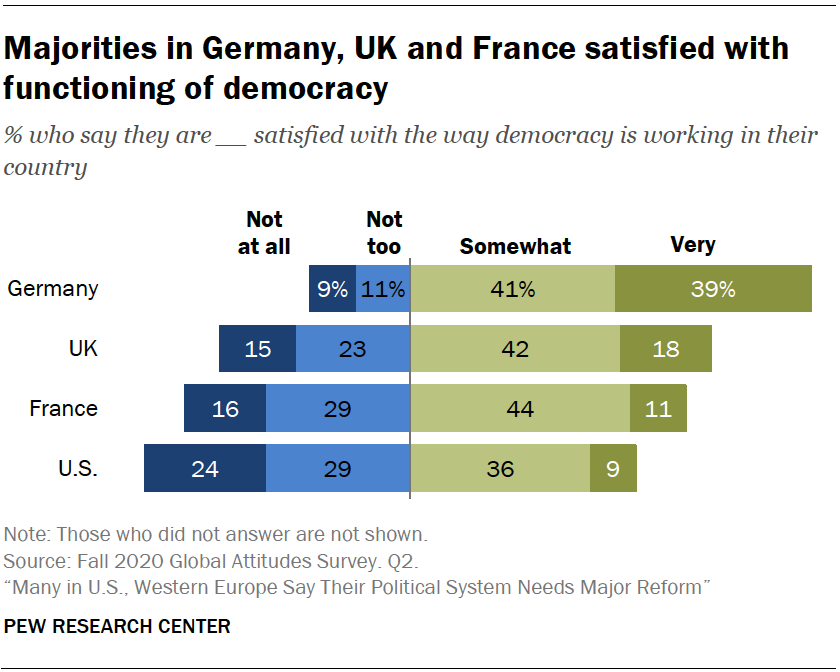 Majorities in Germany, UK and France satisfied with
functioning of democracy
% who say they are __ satisfied with the way democracy is working in their
country
Not at all Not too Somewhat Very
Germany 9% 11% 41% 39%
UK 15 23 42 18
France 16 29 44 11
U.S. 24 29 36 9
Note: Those who did not answer are not shown.
Source: Fall 2020 Global Attitudes Survey. Q2.
“Many in U.S., Western Europe Say Their Political System Needs Major Reform”
PEW RESEARCH CENTER